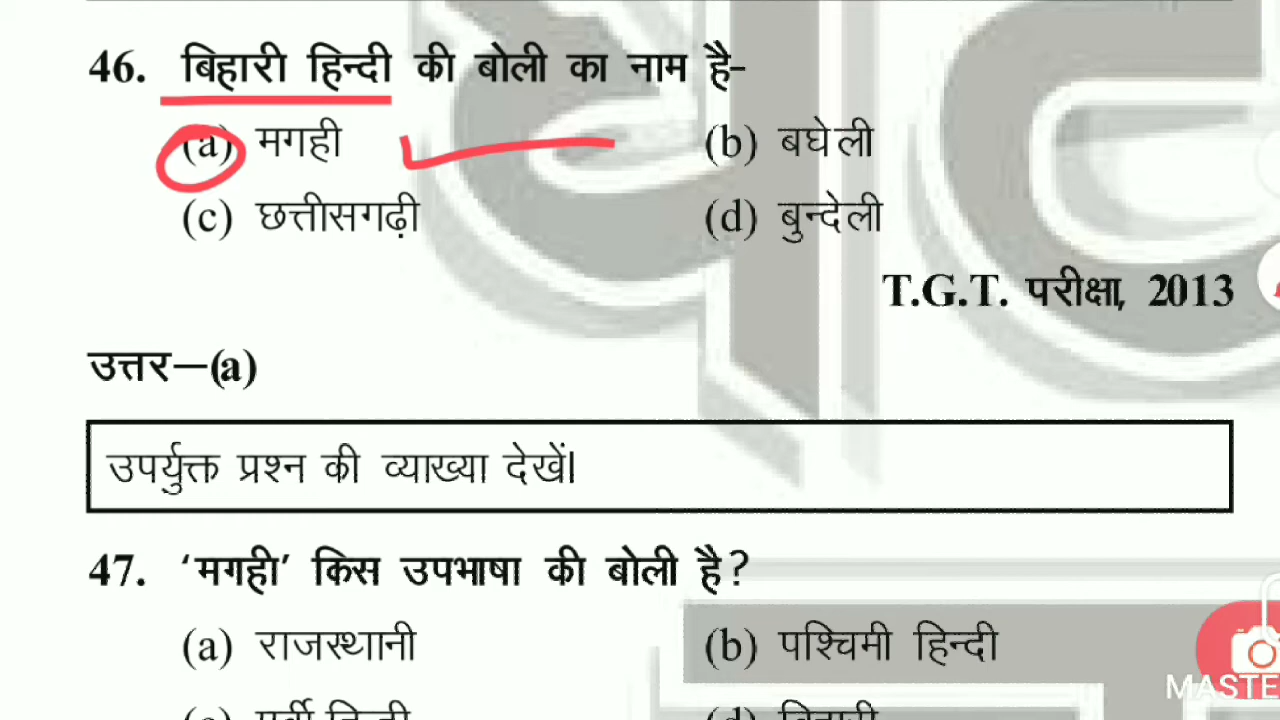 46. बिहारी हिन्दी की बोली का नाम है-
(a) मगही (b) बघेली
(c) छत्तीसगढ़ी (d) बुन्देली
T.G.T. परीक्षा, 2013
उत्तर—(a)
उपर्युक्त प्रश्न की व्याख्या देखें।
47. ‘मगही’ किस उपभाषा की बोली है?
(a) राजस्थानी (b) पश्चिमी हिन्दी
(c) पूर्वी हिन्दी (d) बिहारी
MASTE